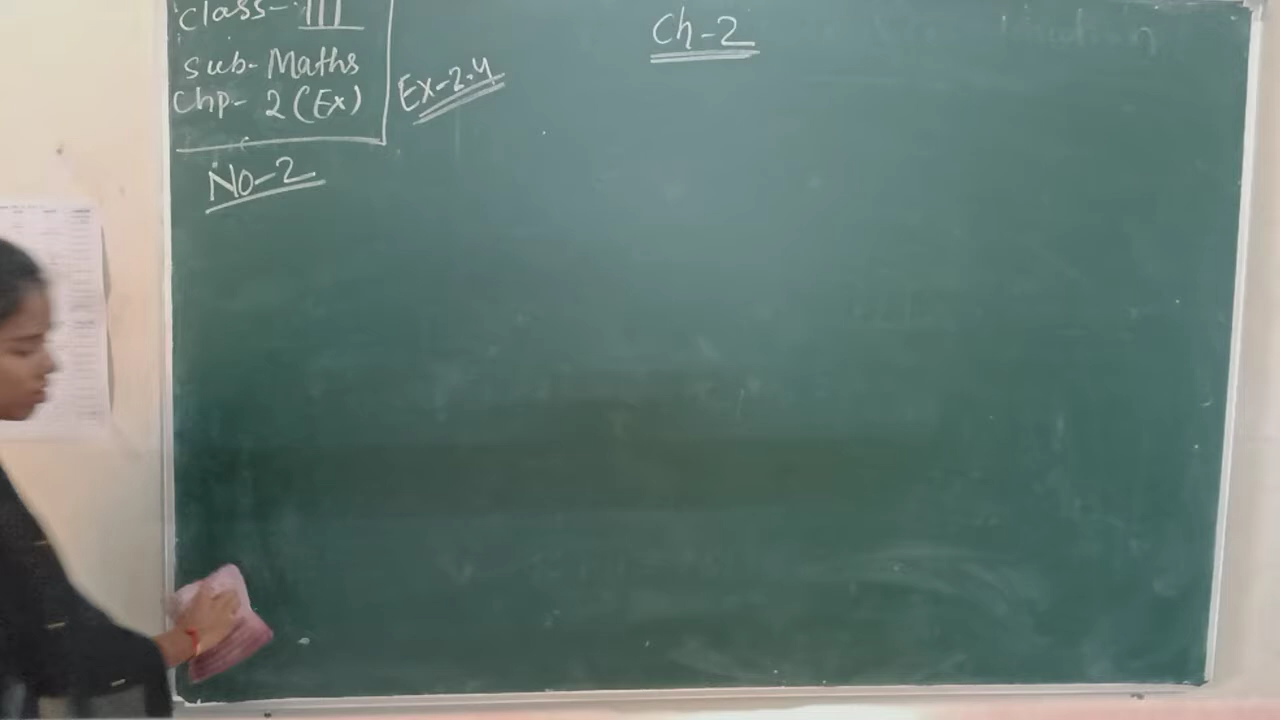 Class- III
Sub- Maths
Chp- 2 (Ex)
Ch-2
Ex-2.4
No-2